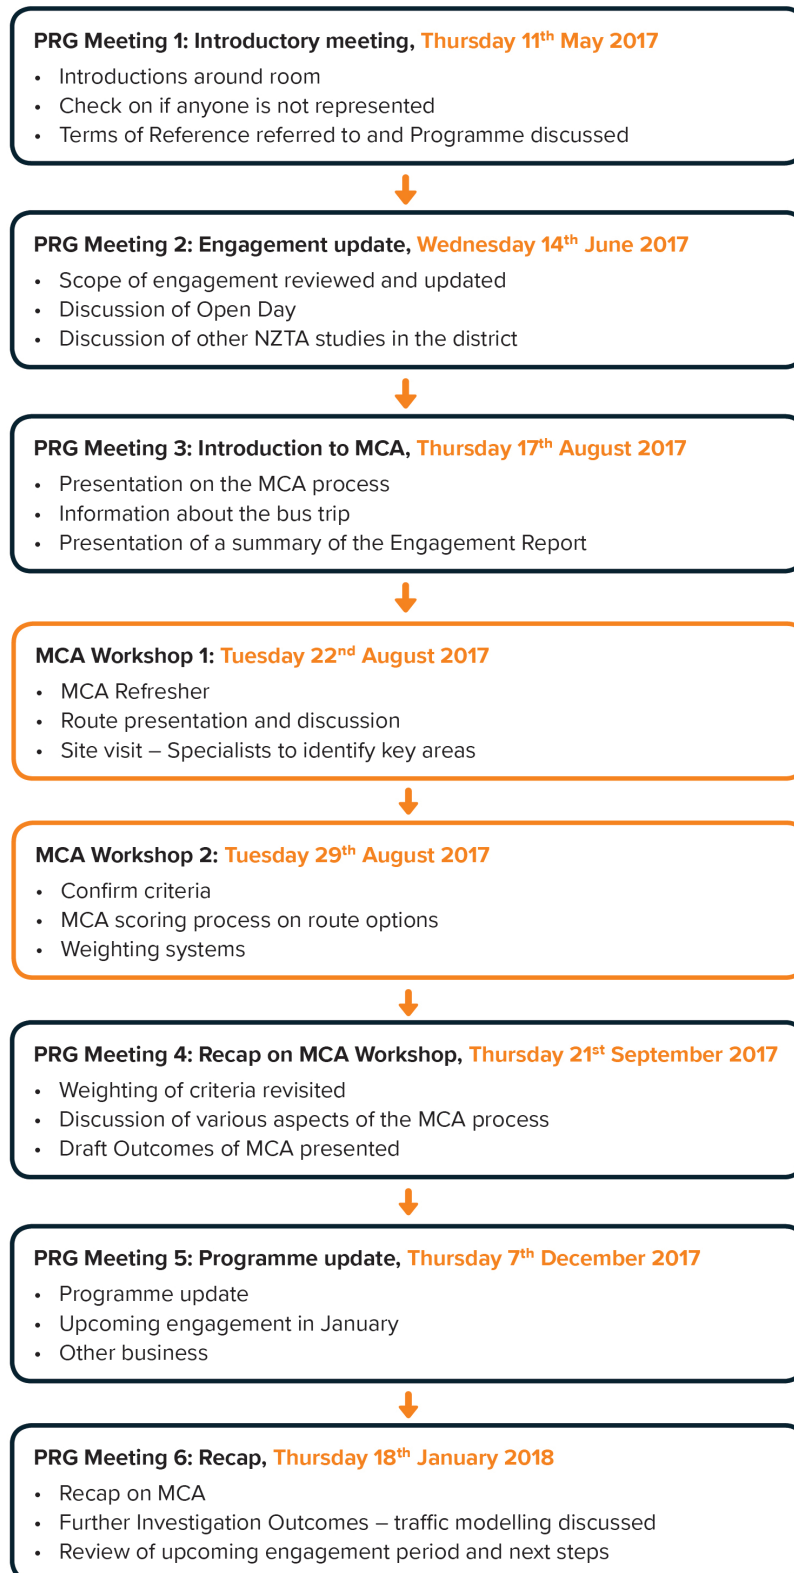 PRG Meeting 1: Introductory meeting, Thursday 11th May 2017
• Introductions around room
• Check on if anyone is not represented
• Terms of Reference referred to and Programme discussed
PRG Meeting 2: Engagement update, Wednesday 14th June 2017
• Scope of engagement reviewed and updated
• Discussion of Open Day
• Discussion of other NZTA studies in the district
PRG Meeting 3: Introduction to MCA, Thursday 17th August 2017
• Presentation on the MCA process
• Information about the bus trip
• Presentation of a summary of the Engagement Report
MCA Workshop 1: Tuesday 22nd August 2017
• MCA Refresher
• Route presentation and discussion
• Site visit – Specialists to identify key areas
MCA Workshop 2: Tuesday 29th August 2017
• Confirm criteria
• MCA scoring process on route options
• Weighting systems
PRG Meeting 4: Recap on MCA Workshop, Thursday 21st September 2017
• Weighting of criteria revisited
• Discussion of various aspects of the MCA process
• Draft Outcomes of MCA presented
PRG Meeting 5: Programme update, Thursday 7th December 2017
• Programme update
• Upcoming engagement in January
• Other business
PRG Meeting 6: Recap, Thursday 18th January 2018
• Recap on MCA
• Further Investigation Outcomes – traffic modelling discussed
• Review of upcoming engagement period and next steps